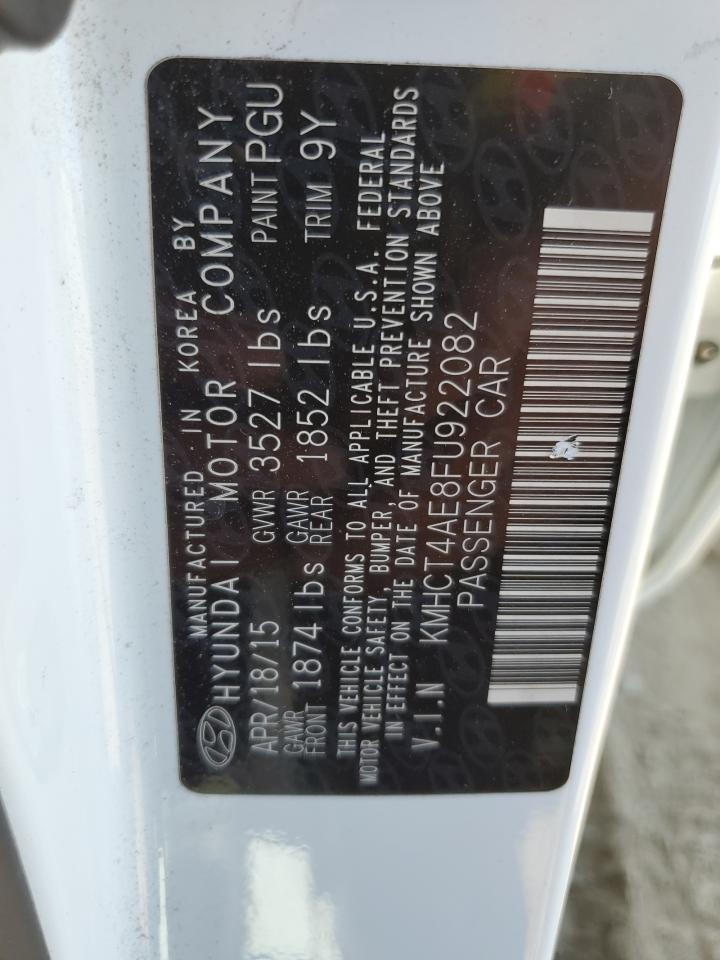 MANUFACTURED IN KOREA BY
HYUNDAI MOTOR COMPANY
APR/18/15 GVWR 3527 lbs PAINT PGU
GAWR FRONT 1874 lbs GAWR REAR 1852 lbs TRIM 9Y
THIS VEHICLE CONFORMS TO ALL APPLICABLE U.S.A. FEDERAL
MOTOR VEHICLE SAFETY, BUMPER, AND THEFT PREVENTION STANDARDS
IN EFFECT ON THE DATE OF MANUFACTURE SHOWN ABOVE
V.I.N KMHCT4AE8FU922082
PASSENGER CAR